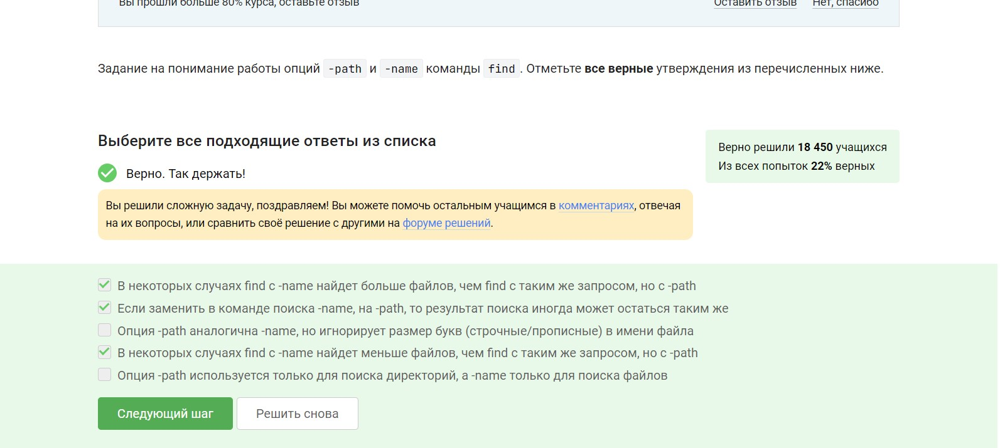 Вы прошли больше 80% курса, оставьте отзыв
Оставить отзыв Нет, спасибо
Задание на понимание работы опций -path и -name команды find. Отметьте все верные утверждения из перечисленных ниже.
Выберите все подходящие ответы из списка
Верно решили 18 450 учащихся
Из всех попыток 22% верных
Верно. Так держать!
Вы решили сложную задачу, поздравляем! Вы можете помочь остальным учащимся в комментариях, отвечая
на их вопросы, или сравнить своё решение с другими на форуме решений.
В некоторых случаях find с -name найдет больше файлов, чем find с таким же запросом, но с -path
Если заменить в команде поиска -name, на -path, то результат поиска иногда может остаться таким же
Опция -path аналогична -name, но игнорирует размер букв (строчные/прописные) в имени файла
В некоторых случаях find с -name найдет меньше файлов, чем find с таким же запросом, но с -path
Опция -path используется только для поиска директорий, а -name только для поиска файлов
Следующий шаг
Решить снова